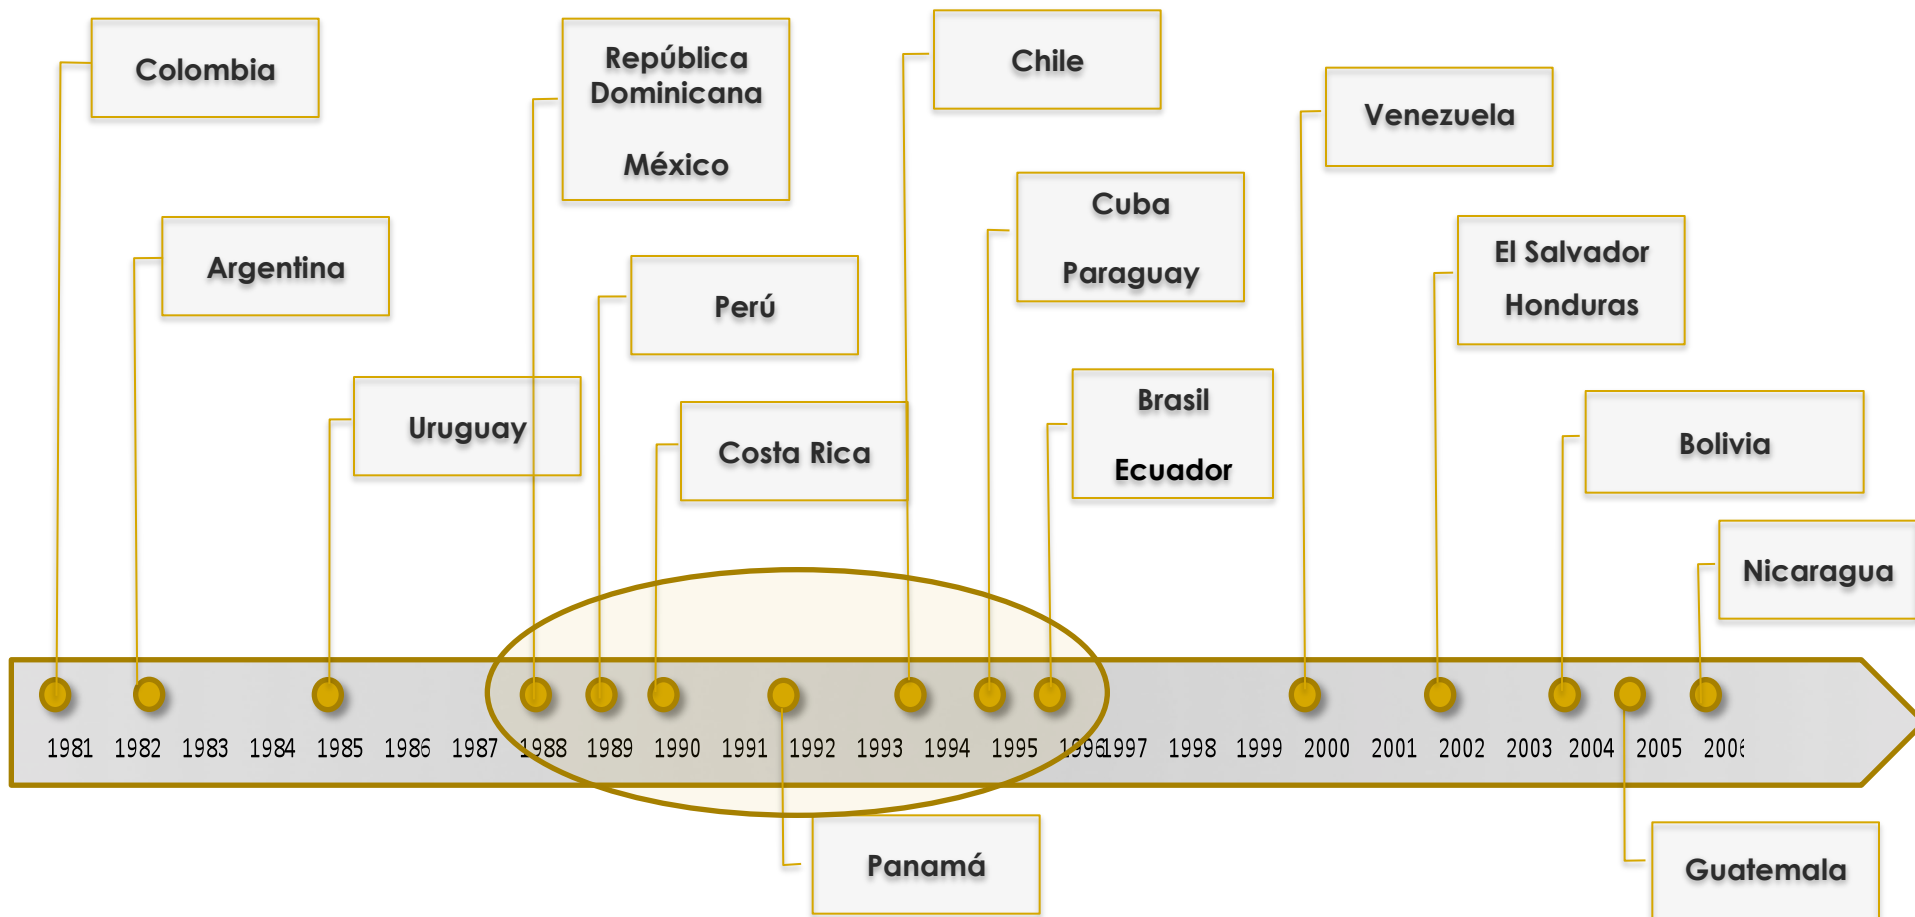 Colombia
República
Dominicana
México
Chile
Venezuela
Argentina
Perú
Cuba
Paraguay
El Salvador
Honduras
Uruguay
Costa Rica
Brasil
Ecuador
Bolivia
Nicaragua
1981 1982 1983 1984 1985 1986 1987 1988 1989 1990 1991 1992 1993 1994 1995 1996 1997 1998 1999 2000 2001 2002 2003 2004 2005 2006
Panamá
Guatemala